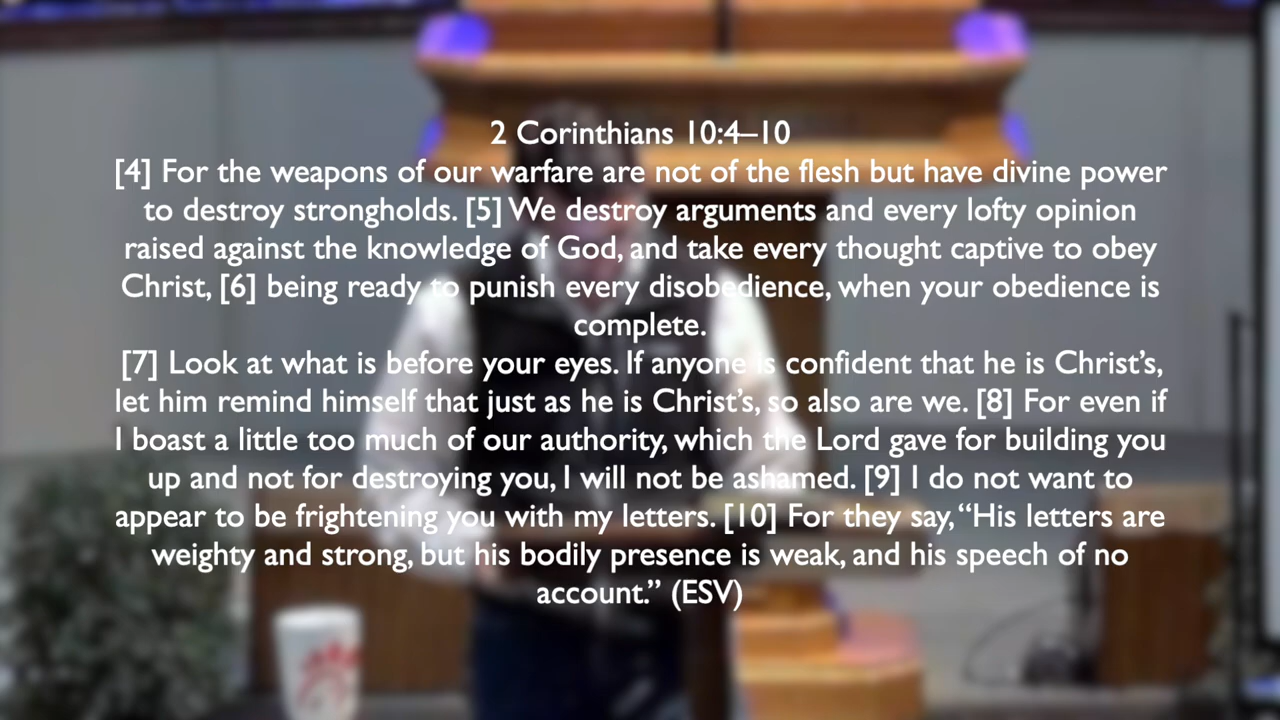 2 Corinthians 10:4–10
[4] For the weapons of our warfare are not of the flesh but have divine power
to destroy strongholds. [5] We destroy arguments and every lofty opinion
raised against the knowledge of God, and take every thought captive to obey
Christ, [6] being ready to punish every disobedience, when your obedience is
complete.
[7] Look at what is before your eyes. If anyone is confident that he is Christ’s,
let him remind himself that just as he is Christ’s, so also are we. [8] For even if
I boast a little too much of our authority, which the Lord gave for building you
up and not for destroying you, I will not be ashamed. [9] I do not want to
appear to be frightening you with my letters. [10] For they say, “His letters are
weighty and strong, but his bodily presence is weak, and his speech of no
account.” (ESV)